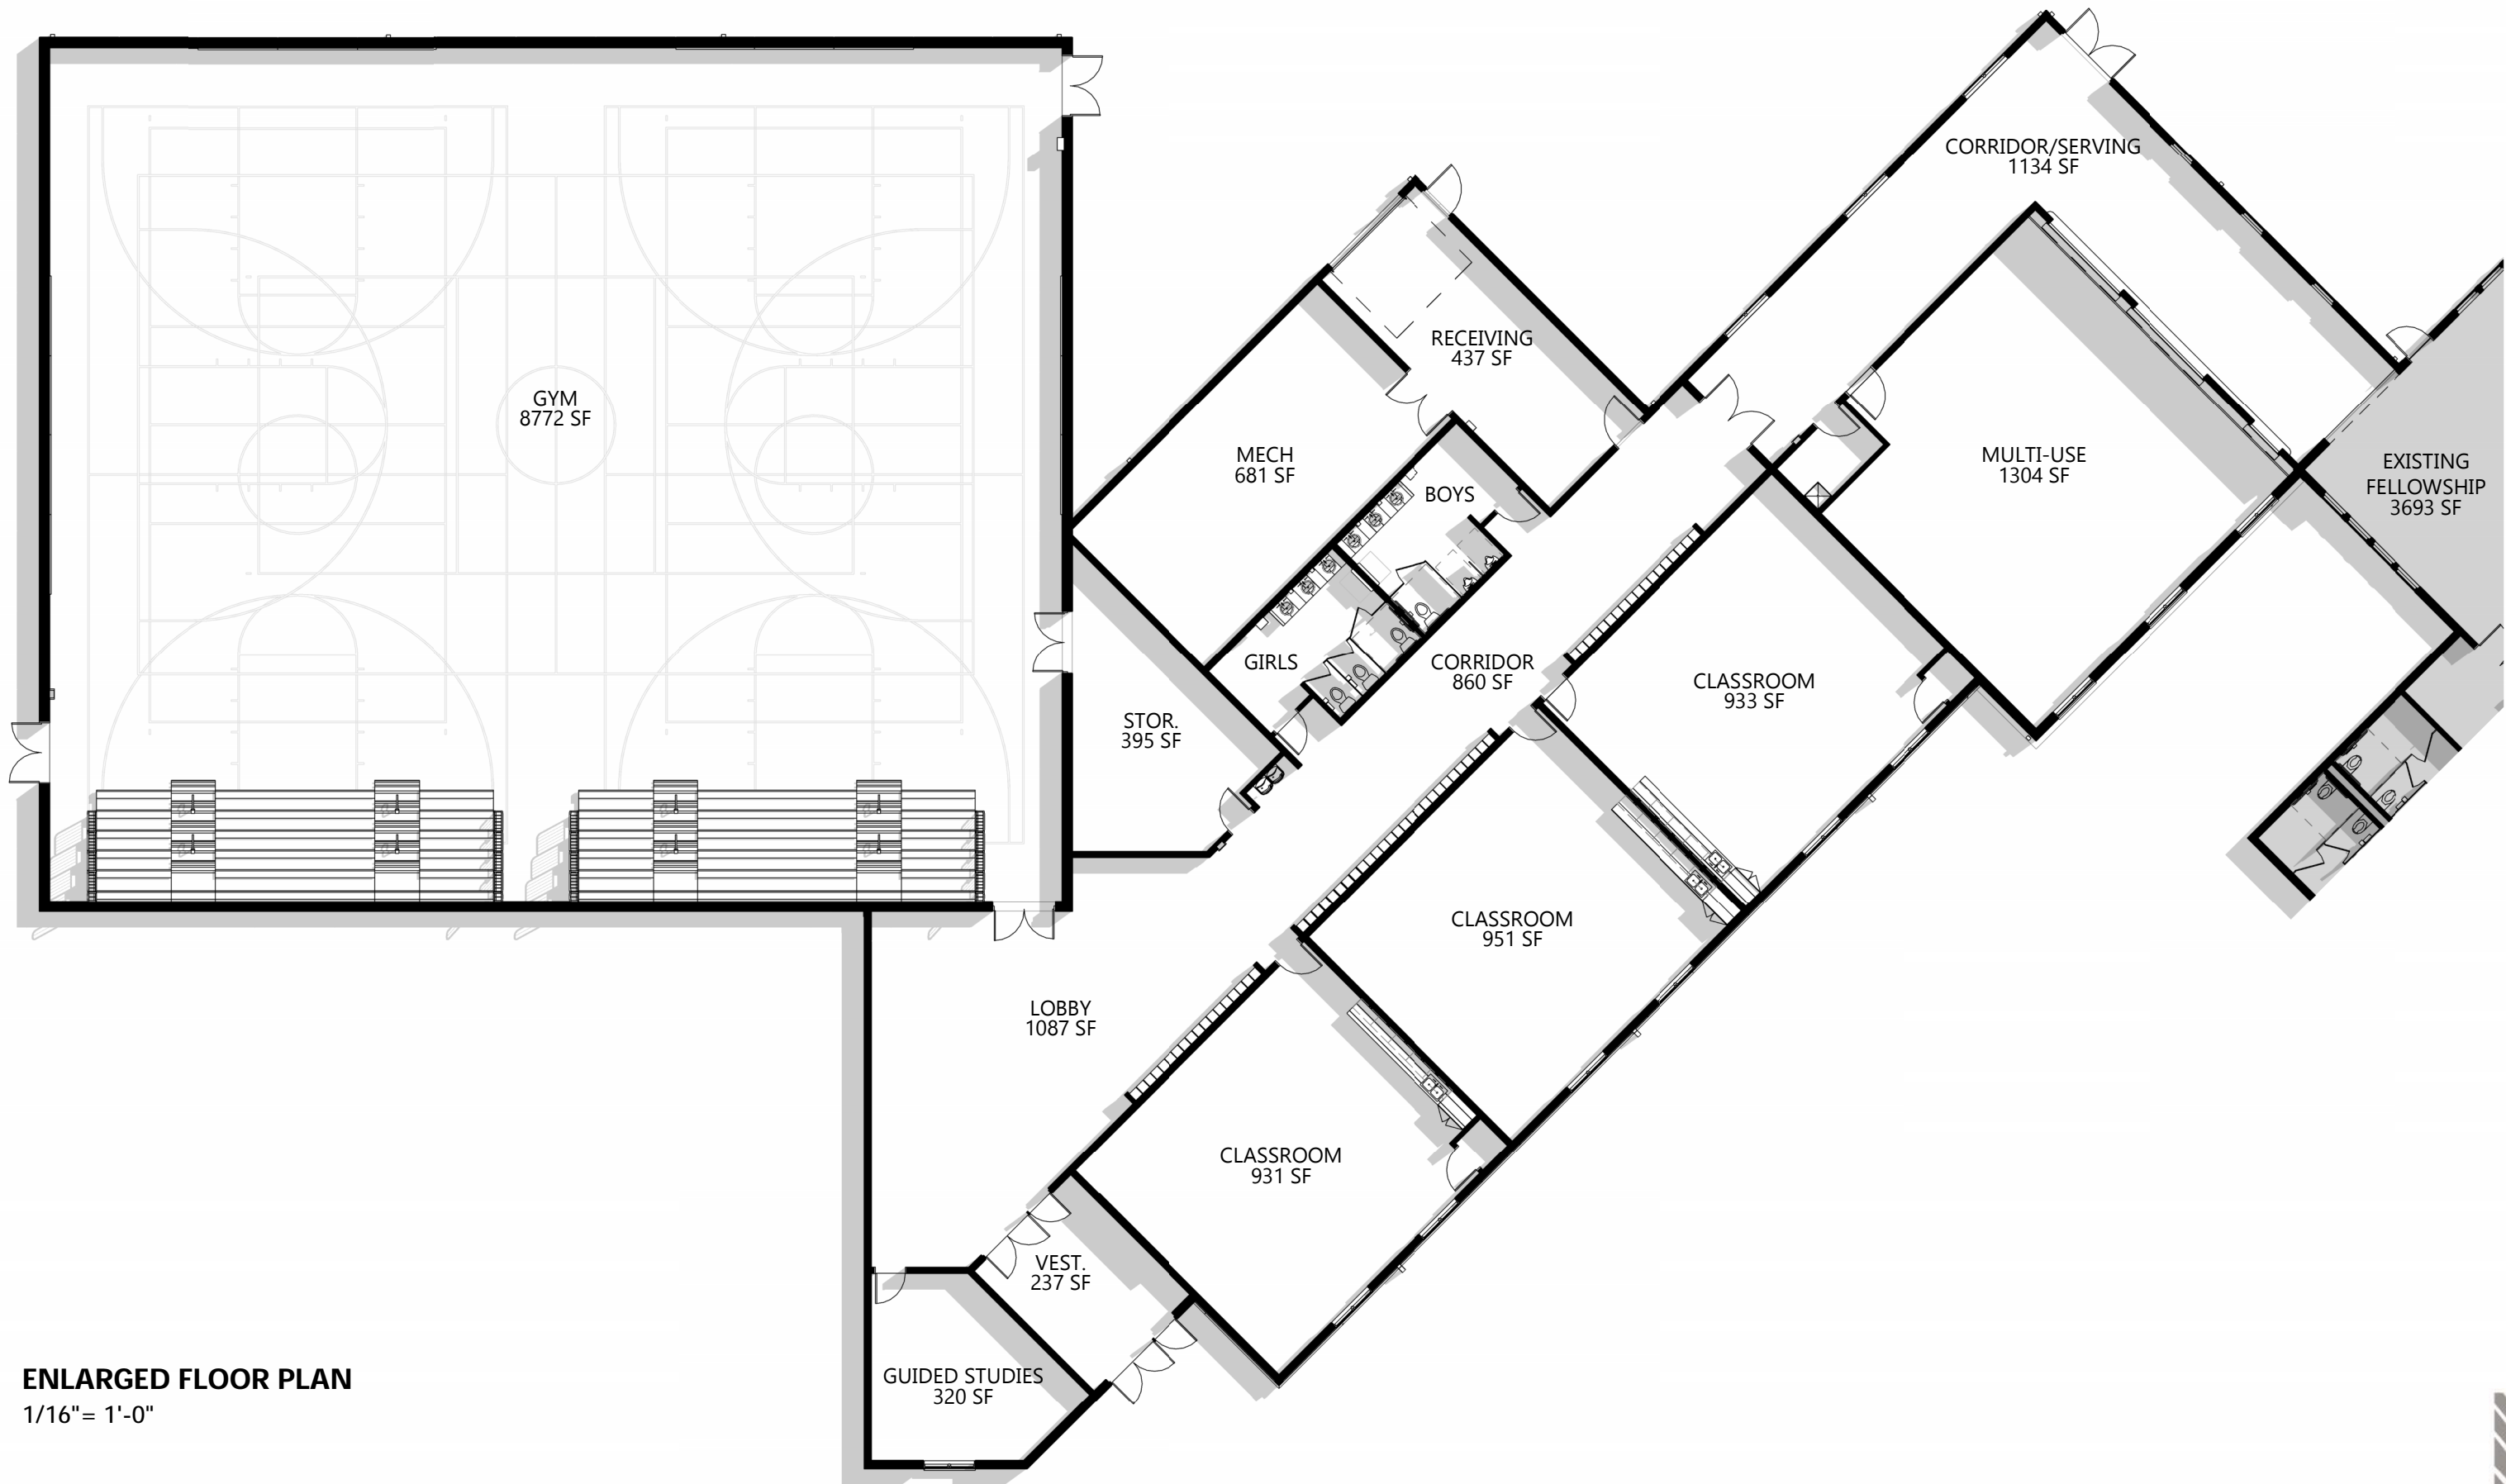 CORRIDOR/SERVING
1134 SF
RECEIVING
437 SF
GYM
8772 SF
MECH
681 SF
BOYS
MULTI-USE
1304 SF
EXISTING
FELLOWSHIP
3693 SF
GIRLS
CORRIDOR
860 SF
CLASSROOM
933 SF
STOR.
395 SF
CLASSROOM
951 SF
LOBBY
1087 SF
CLASSROOM
931 SF
VEST.
237 SF
GUIDED STUDIES
320 SF
ENLARGED FLOOR PLAN
1/16"= 1'-0"